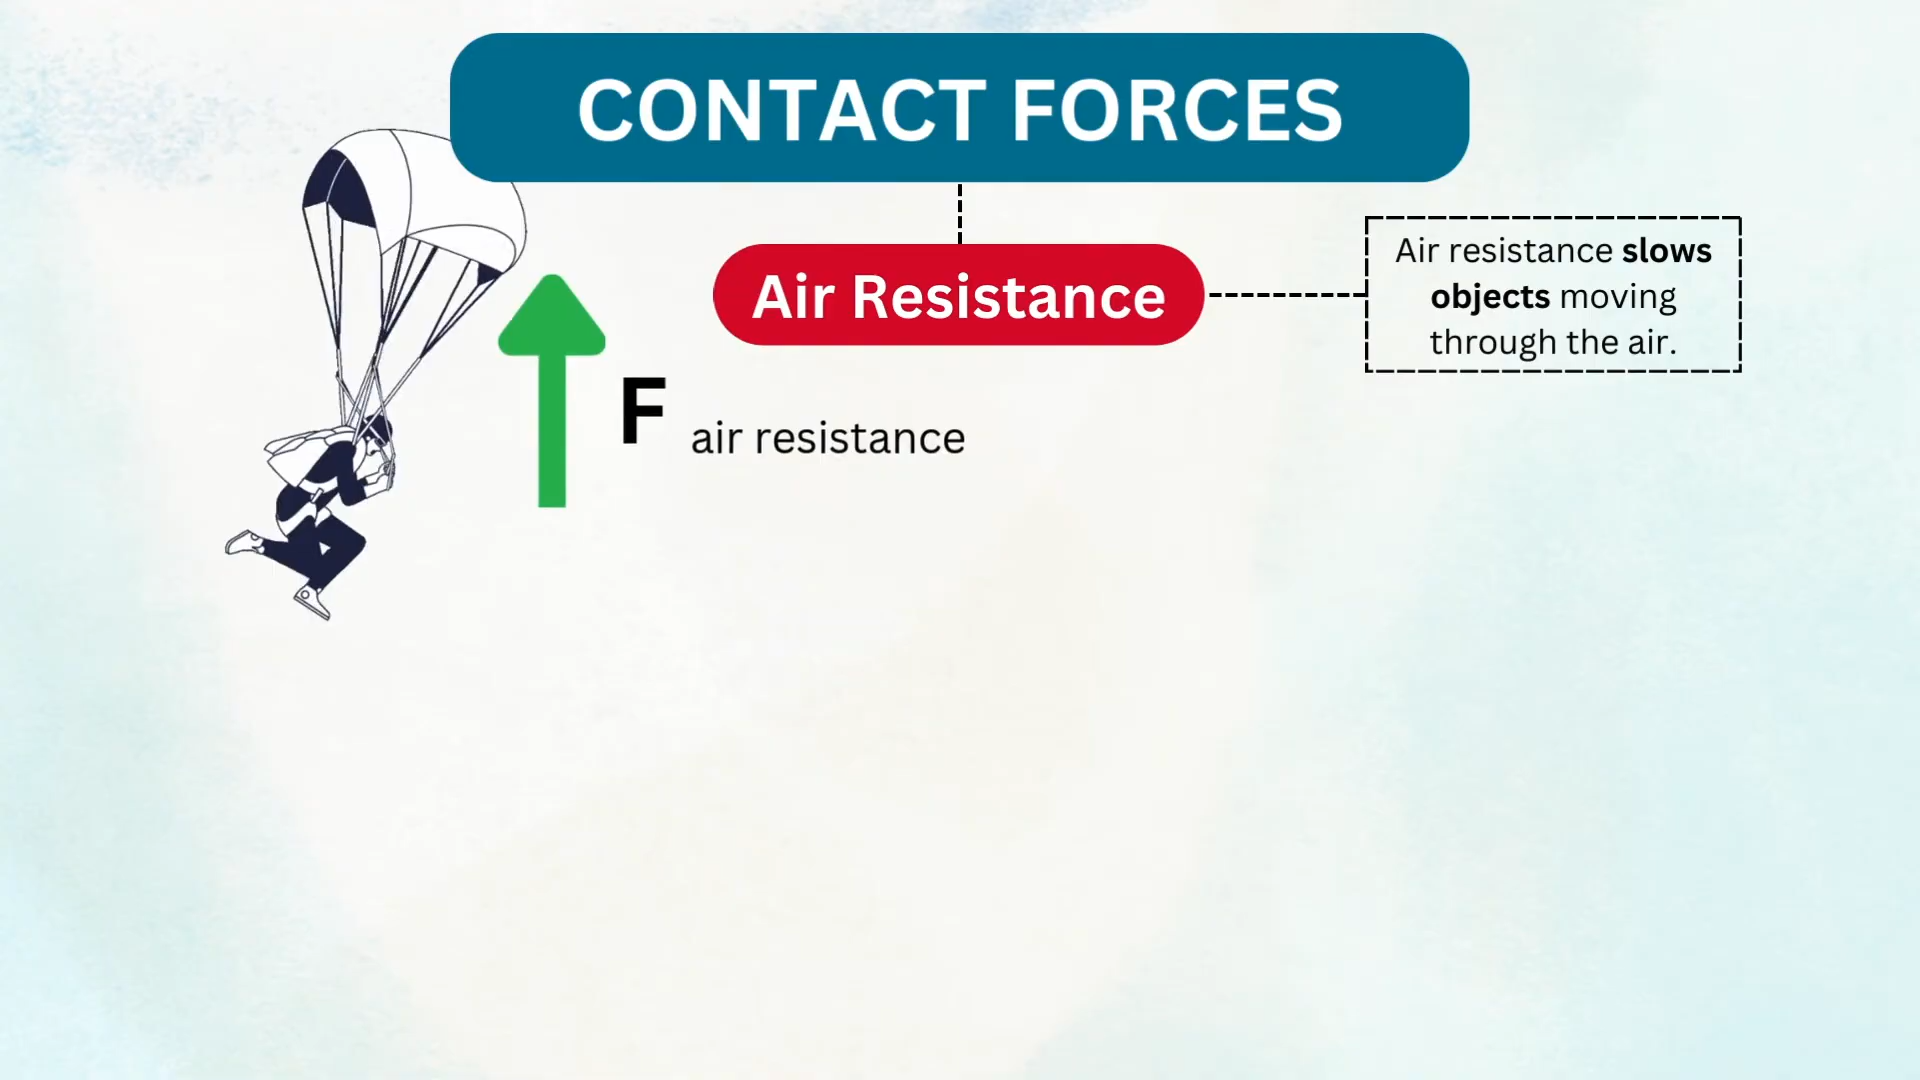 CONTACT FORCES
Air Resistance
Air resistance slows
objects moving
through the air.
F air resistance